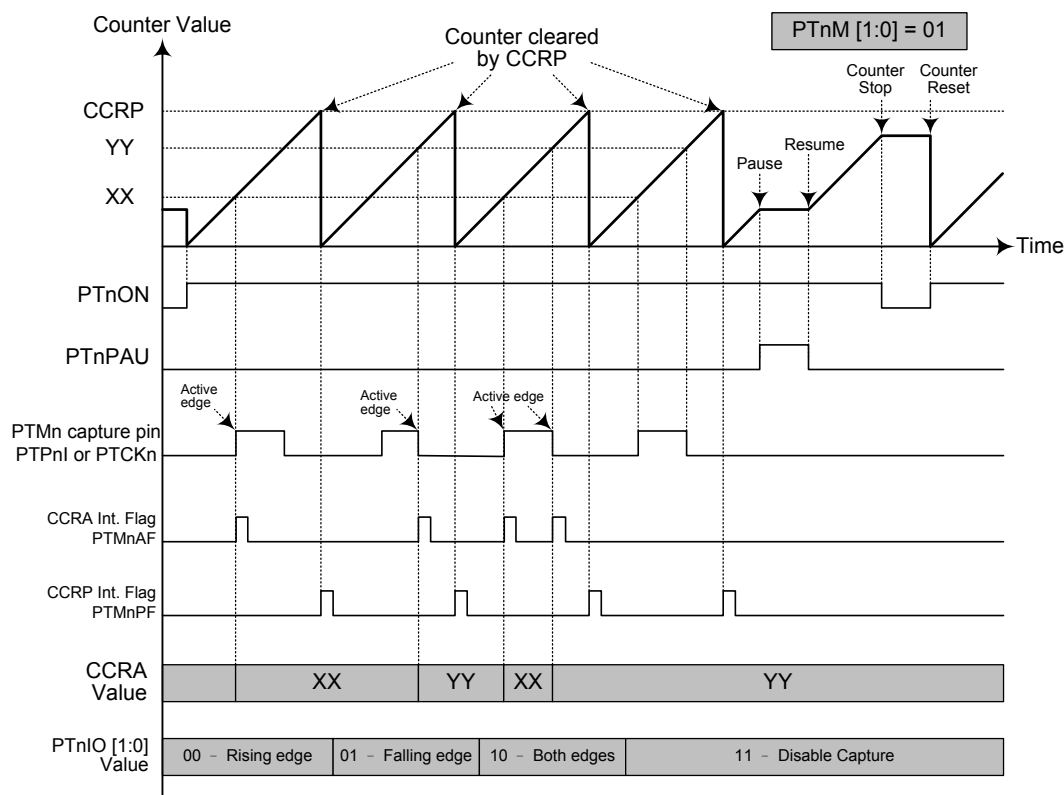 Counter Value
Counter cleared
by CCRP
PTnM [1:0] = 01
Counter
Stop
Counter
Reset
CCRP
YY
XX
Pause
Resume
Time
PTnON
PTnPAU
Active
edge
Active
edge
Active edge
PTMn capture pin
PTPnI or PTCKn
CCRA Int. Flag
PTMnAF
CCRP Int. Flag
PTMnPF
CCRA
Value
XX
YY
XX
YY
PTnIO [1:0]
Value
00 - Rising edge
01 - Falling edge
10 - Both edges
11 - Disable Capture